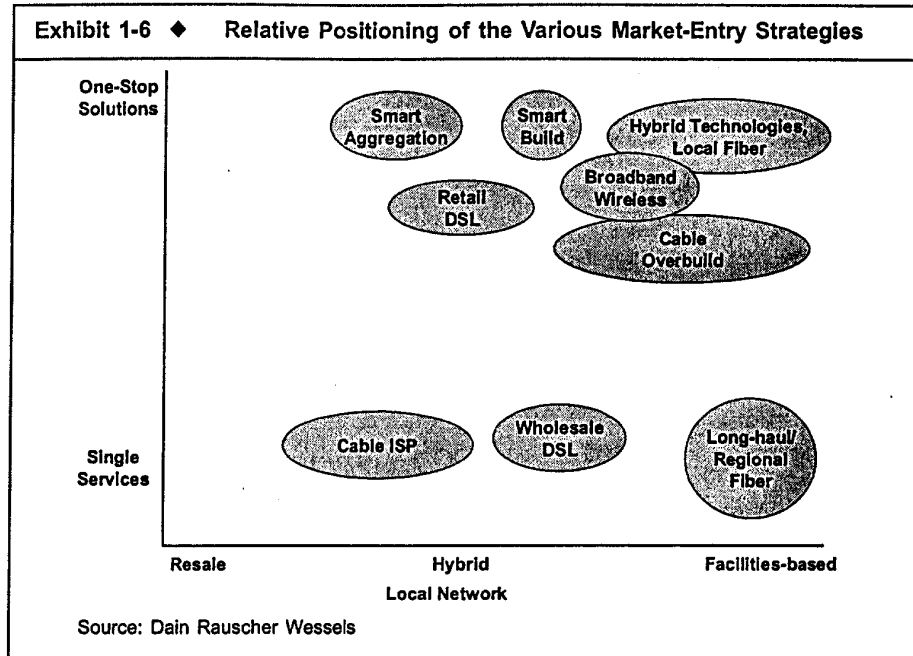 Exhibit 1-6 ◆ Relative Positioning of the Various Market-Entry Strategies
One-Stop
Solutions
Smart
Aggregation
Smart
Build
Hybrid Technologies,
Local Fiber
Broadband
Wireless
Retail
DSL
Cable
Overbuild
Cable ISP
Wholesale
DSL
Long-haul/
Regional
Fiber
Single
Services
Resale
Hybrid
Facilities-based
Local Network
Source: Dain Rauscher Wessels